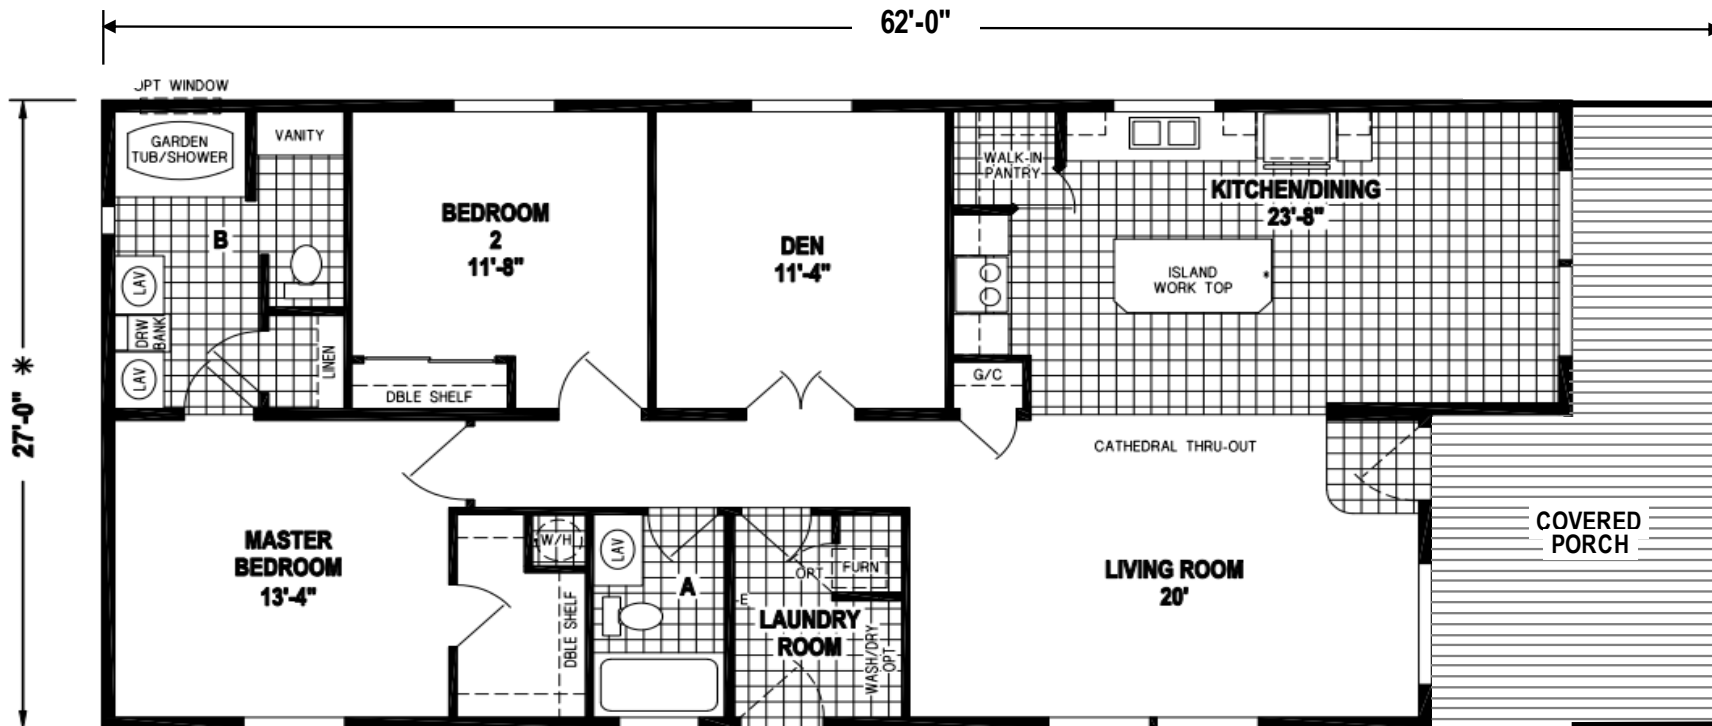 62'-0"
27'-0" *
OPT WINDOW
GARDEN
TUB/SHOWER
VANITY
B
LAV
DRW
BANK
LAV
LINEN
BEDROOM
2
11'-8"
DBLE SHELF
DEN
11'-4"
WALK-IN
PANTRY
KITCHEN/DINING
23'-8"
ISLAND
WORK TOP
*
G/C
CATHEDRAL THRU-OUT
MASTER
BEDROOM
13'-4"
W/H
DBLE SHELF
LAV
A
OPT
FURN
E
LAUNDRY
ROOM
WASH/DRY
OPT
LIVING ROOM
20'
COVERED
PORCH